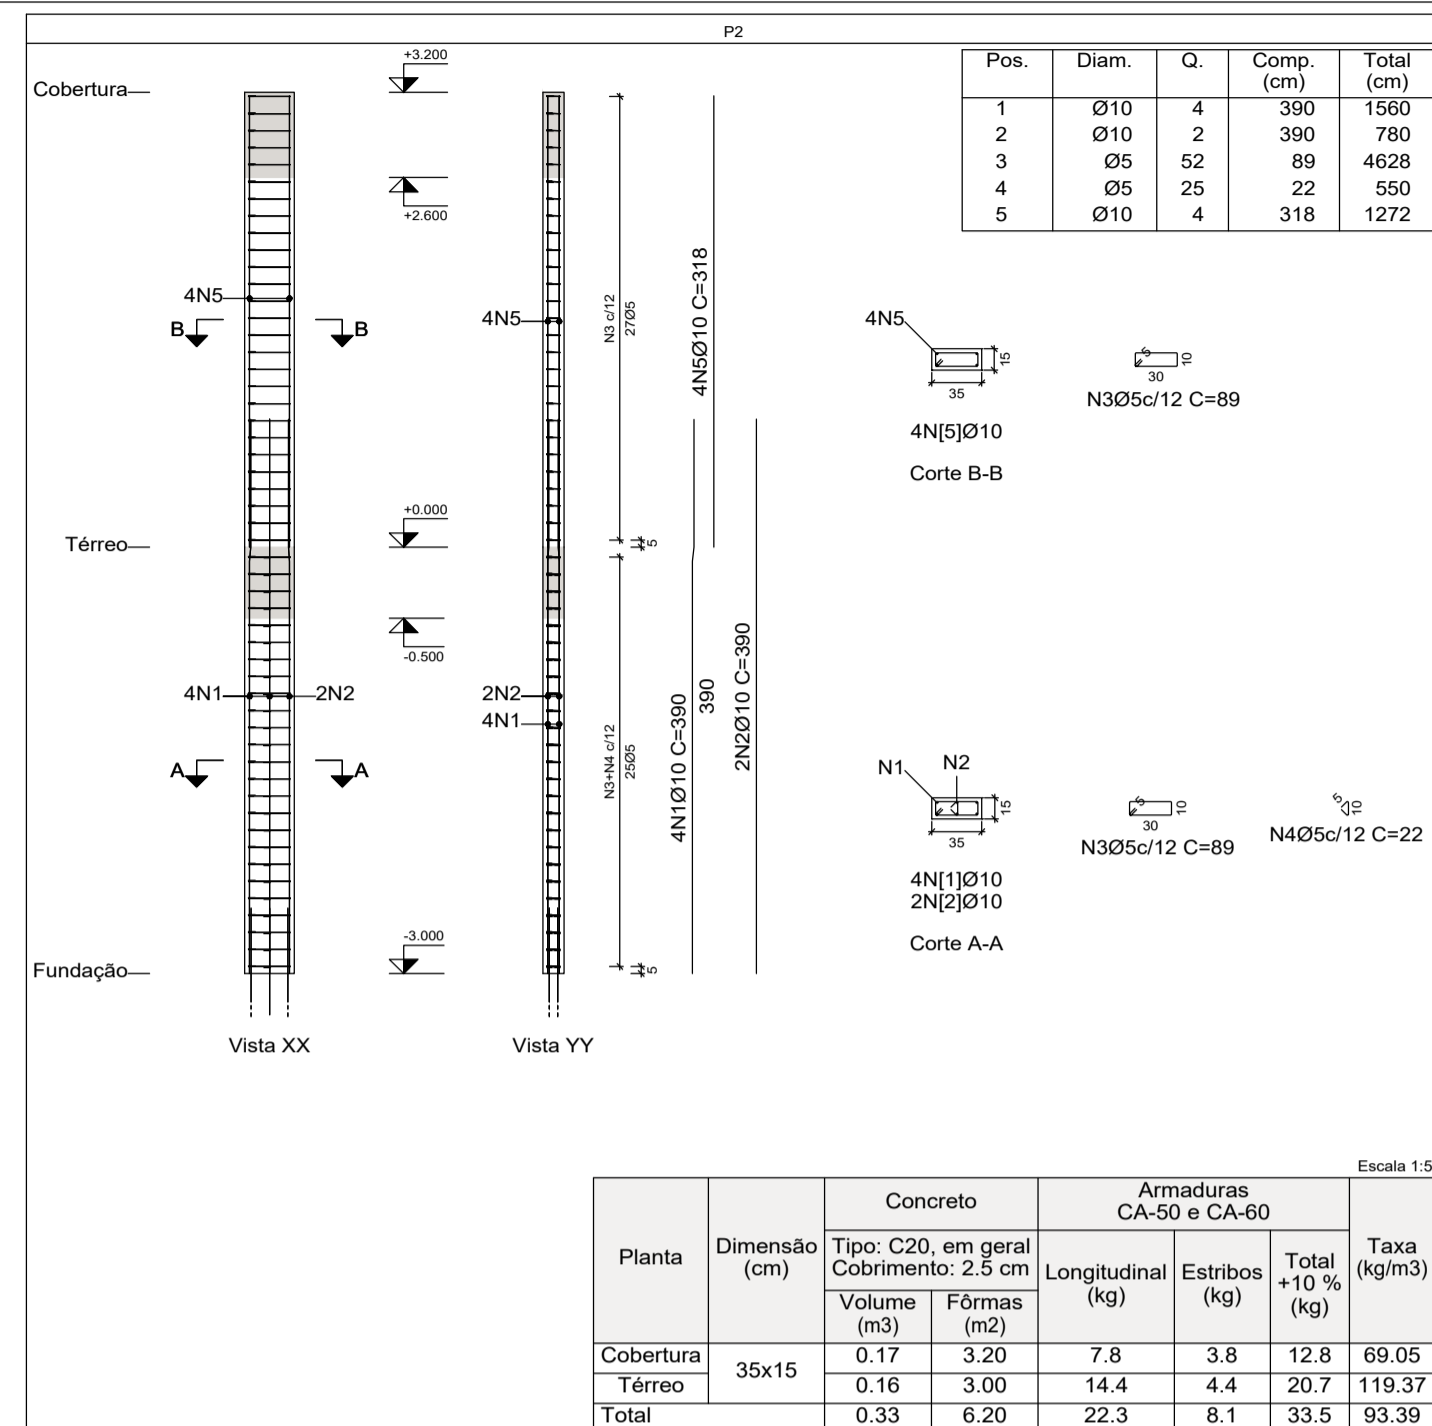 P2
Pos. Diam. Q. Comp. (cm) Total (cm)
1 Ø10 4 390 1560
2 Ø10 2 390 780
3 Ø5 52 89 4628
4 Ø5 25 22 550
5 Ø10 4 318 1272
Cobertura
+3.200
+2.600
4N5
B B
4N5
N3 c/12
27Ø5
4N5Ø10 C=318
4N5
15
35
4N[5]Ø10
Corte B-B
5
10
30
N3Ø5c/12 C=89
Térreo
+0.000
5
-0.500
4N1 2N2
2N2
4N1
A A
N3+N4 c/12
25Ø5
4N1Ø10 C=390
390
2N2Ø10 C=390
N1 N2
15
35
4N[1]Ø10
2N[2]Ø10
Corte A-A
5
10
30
N3Ø5c/12 C=89
5
10
N4Ø5c/12 C=22
Fundação
-3.000
5
Vista XX
Vista YY
Escala 1:5
Planta
Dimensão
(cm)
Concreto
Tipo: C20, em geral
Cobrimento: 2.5 cm
Volume
(m3)
Fôrmas
(m2)
Armaduras
CA-50 e CA-60
Longitudinal
(kg)
Estribos
(kg)
Total
+10 %
(kg)
Taxa
(kg/m3)
Cobertura 35x15 0.17 3.20 7.8 3.8 12.8 69.05
Térreo 0.16 3.00 14.4 4.4 20.7 119.37
Total 0.33 6.20 22.3 8.1 33.5 93.39